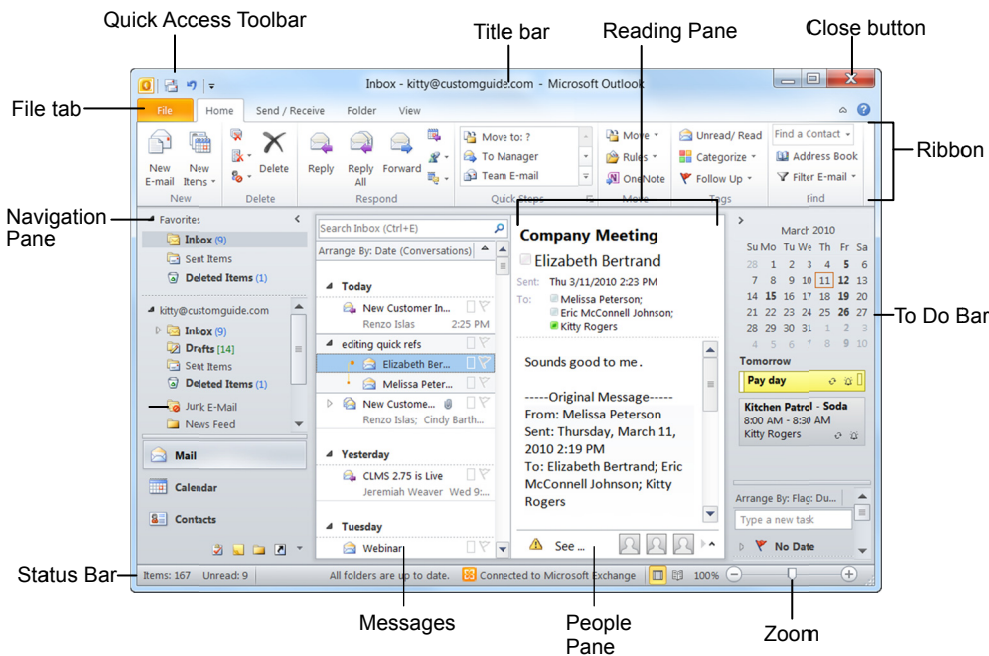 Quick Access Toolbar
Title bar
Reading Pane
Close button
Inbox - kitty@customguide.com - Microsoft Outlook
File tab
File Home Send / Receive Folder View
New E-mail
New Itens
Delete
Reply
Reply All
Forward
Move to: ?
To Nanager
Team E-mail
Move
Rules
OneNote
Unread/ Read
Categorize
Follow Up
Find a Contact
Address Book
Filter E-mail
New
Delete
Respond
Quick Steps
Move
Tags
Ribbon
Navigation
Pane
Favorite:
Inbox (9)
Sent Items
Deleted Items (1)
kitty@customguide.com
Inbox (9)
Drafts [14]
Sent Items
Deleted Items (1)
Junk E-Mail
News Feed
Mail
Calendar
Contacts
Search Inbox (Ctrl+E)
Arrange By: Date (Conversations)
Today
New Customer In...
Renzo Islas 2:25 PM
editing quick refs
Elizabeth Ber...
Melissa Peter...
New Custome...
Renzo Islas; Cindy Barth...
Yesterday
CLMS 2.75 is Live
Jeremiah Weaver Wed 9:...
Tuesday
Webinar
Company Meeting
Elizabeth Bertrand
Sent: Thu 3/11/2010 2:23 PM
To: Melissa Peterson;
Eric McConnell Johnson;
Kitty Rogers
Sounds good to me.
-----Original Message-----
From: Melissa Peterson
Sent: Thursday, March 11,
2010 2:19 PM
To: Elizabeth Bertrand; Eric
McConnell Johnson; Kitty
Rogers
See ...
March 2010
Su Mo Tu We Th Fr Sa
28 1 2 3 4 5 6
7 8 9 10 11 12 13
14 15 16 17 18 19 20
21 22 23 24 25 26 27
28 29 30 31 1 2 3
4 5 6 7 8 9 10
To Do Bar
Tomorrow
Pay day
Kitchen Patrol - Soda
8:00 AM - 8:30 AM
Kitty Rogers
Arrange By: Flag: Du...
Type a new task
No Date
Status Bar
Items: 167 Unread: 9
All folders are up to date.
Connected to Microsoft Exchange
100%
Messages
People
Pane
Zoom